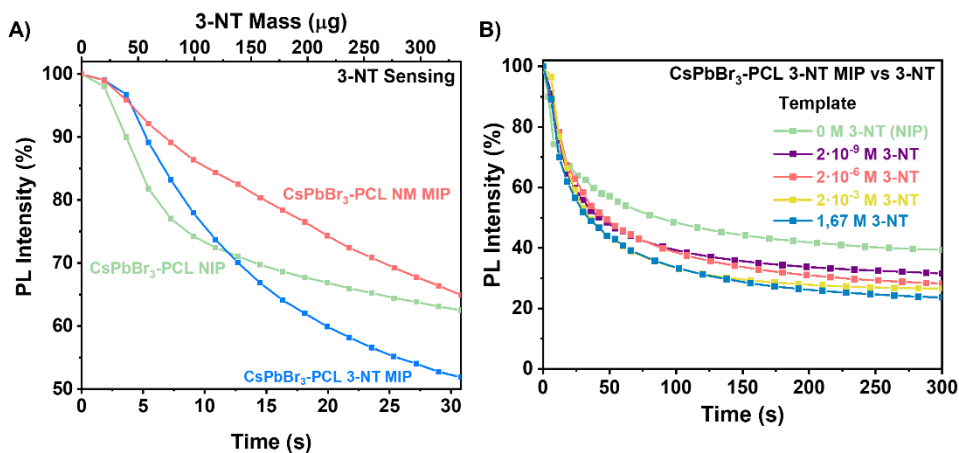 A)
3-NT Mass (µg)
0 50 100 150 200 250 300
3-NT Sensing
100
90
80
70
60
50
PL Intensity (%)
CsPbBr₃-PCL NM MIP
CsPbBr₃-PCL NIP
CsPbBr₃-PCL 3-NT MIP
0 5 10 15 20 25 30
Time (s)
B)
CsPbBr₃-PCL 3-NT MIP vs 3-NT
Template
0 M 3-NT (NIP)
2·10⁻⁹ M 3-NT
2·10⁻⁶ M 3-NT
2·10⁻³ M 3-NT
1,67 M 3-NT
100
80
60
40
20
0
PL Intensity (%)
0 50 100 150 200 250 300
Time (s)